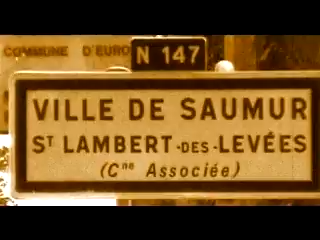 COMMUNE D'EURO
N 147
VILLE DE SAUMUR
ST LAMBERT-DES-LEVÉES
(Cne Associée)